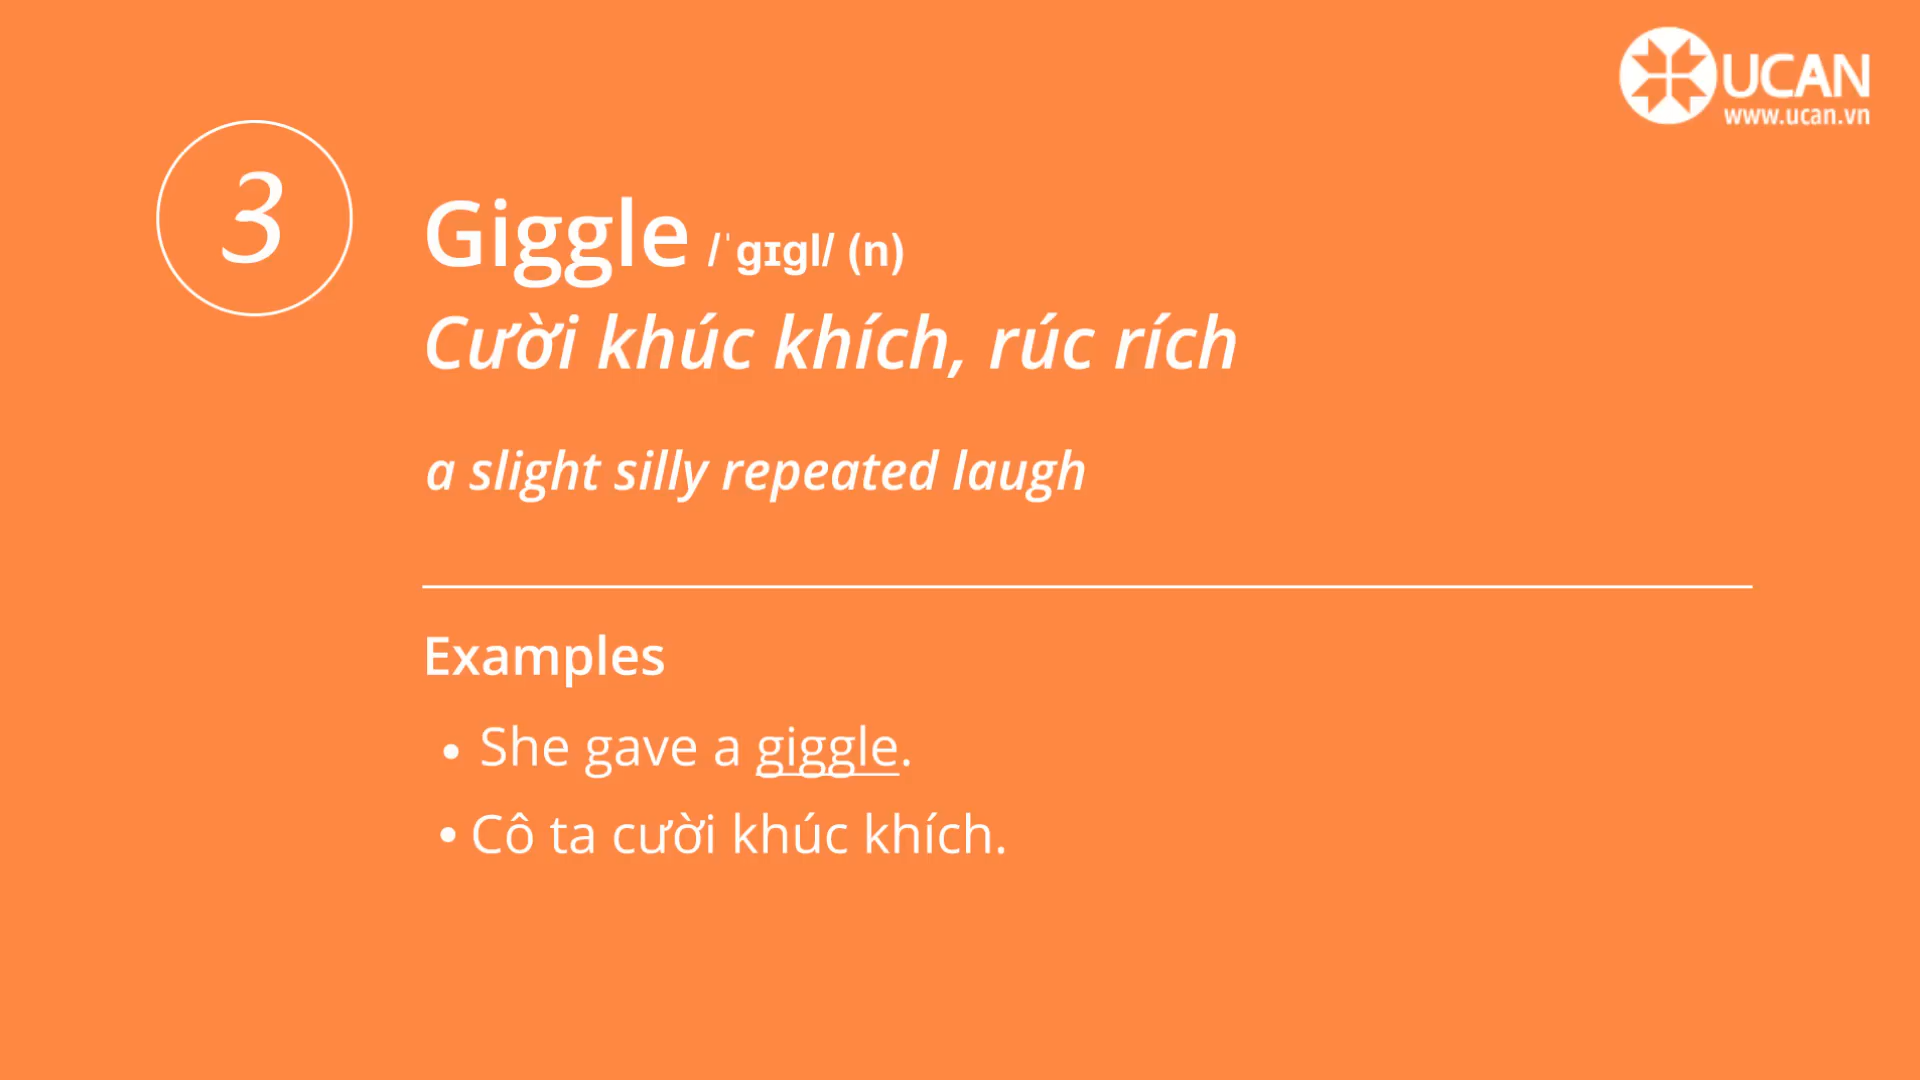 UCAN
www.ucan.vn
3
Giggle /ˈgɪgl/ (n)
Cười khúc khích, rúc rích
a slight silly repeated laugh
Examples
• She gave a giggle.
• Cô ta cười khúc khích.